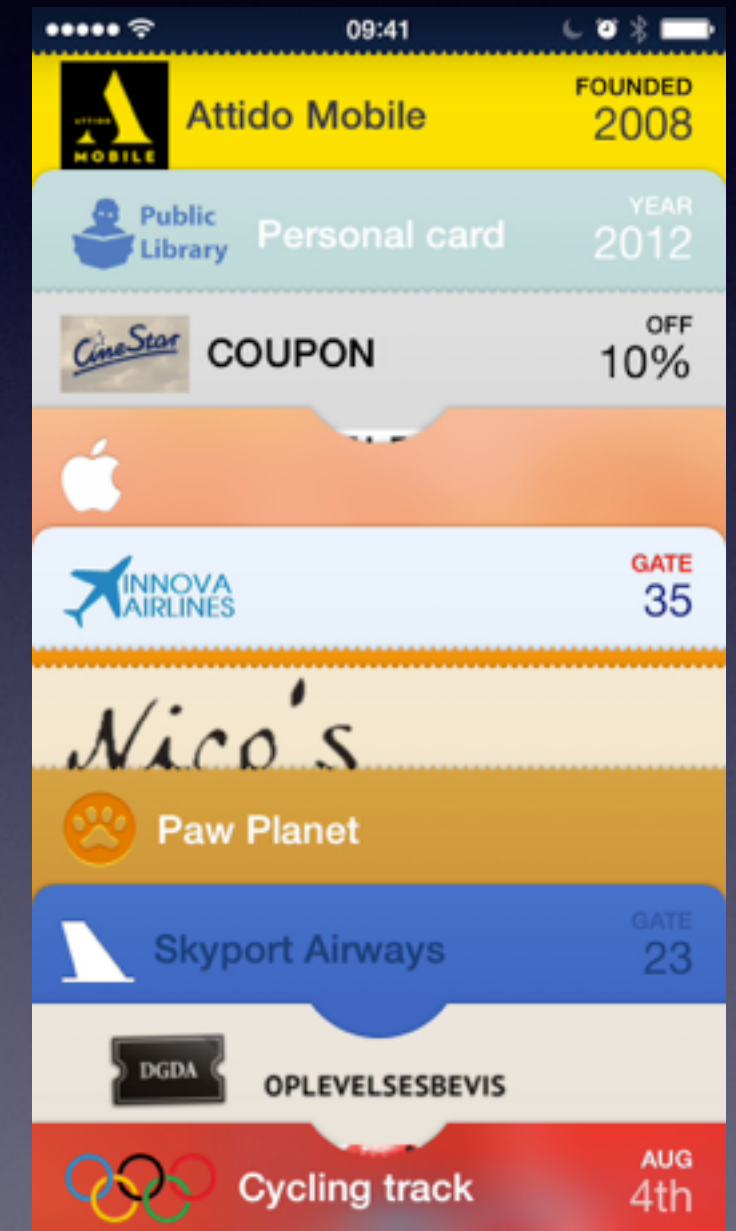 09:41
ATTIDO
MOBILE
Attido Mobile
FOUNDED
2008
Public
Library
Personal card
YEAR
2012
CineStar
COUPON
OFF
10%
INNOVA
AIRLINES
GATE
35
Nico's
Paw Planet
Skyport Airways
GATE
23
DGDA
OPLEVELSESBEVIS
Cycling track
AUG
4th